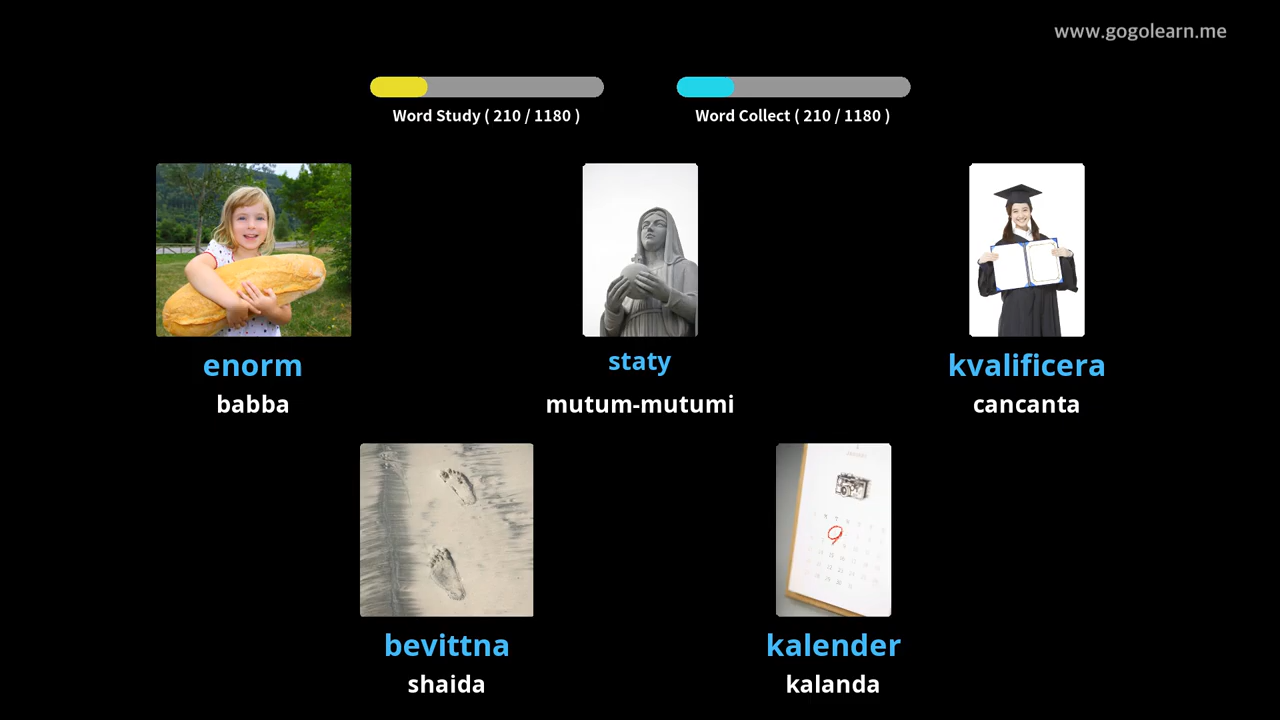 www.gogolearn.me
Word Study ( 210 / 1180 )
Word Collect ( 210 / 1180 )
enorm
babba
staty
mutum-mutumi
kvalificera
cancanta
bevittna
shaida
kalender
kalanda